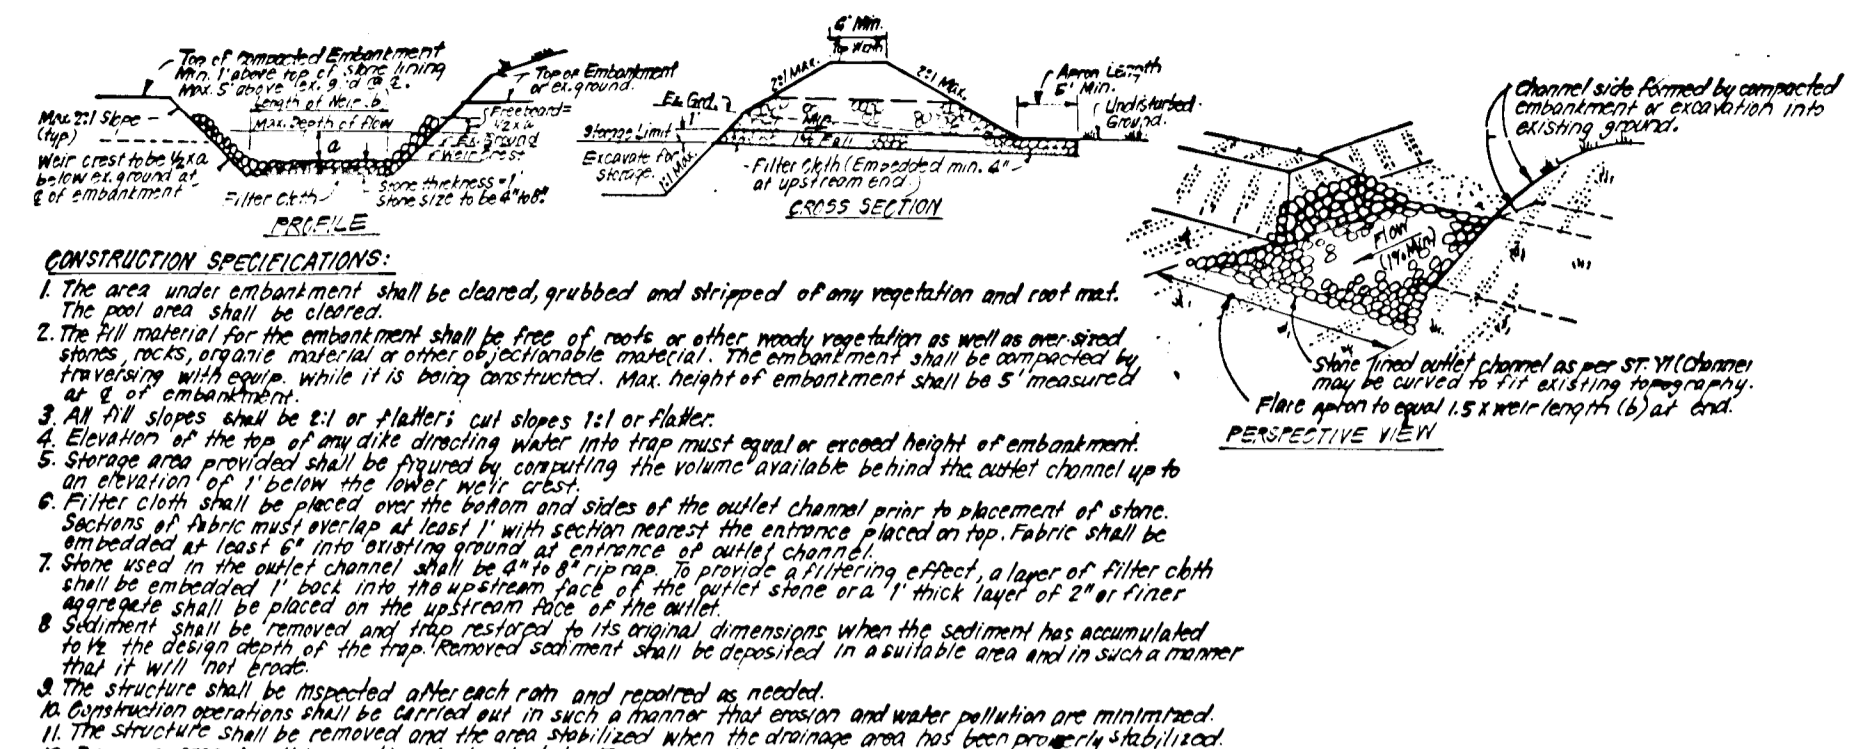 Top of Compacted Embankment
Min. 1' above top of stone lining
Max. 5' above ex. g'd @ ℄.
Length of Weir b
Max. Depth of Flow
Max 2:1 Slope
(typ)
Weir crest to be ½ x a
below ex. ground at
℄ of embankment
a
Filter Cloth
Stone thickness = 1'
Stone size to be 4" to 8".
Top of Embankment
or ex. ground.
Freeboard =
½ x a
Ex. Ground
Weir Crest
PROFILE
6' Min.
Top Width
2:1 Max.
2:1 Max.
Ex. Grd.
1'
Storage Limit
Excavate for
storage.
1:1 Max.
Apron Length
5' Min.
Undisturbed
Ground.
Filter Cloth (Embedded min. 4"
at upstream end.)
CROSS SECTION
Channel side formed by compacted
embankment or excavation into
existing ground.
FLOW
(1% Min)
Stone lined outlet channel as per ST. VI (Channel
may be curved to fit existing topography.
Flare apron to equal 1.5 x weir length (b) at end.
PERSPECTIVE VIEW
CONSTRUCTION SPECIFICATIONS:
1. The area under embankment shall be cleared, grubbed and stripped of any vegetation and root mat.
The pool area shall be cleared.
2. The fill material for the embankment shall be free of roots or other woody vegetation as well as over-sized
stones, rocks, organic material or other objectionable material. The embankment shall be compacted by
traversing with equip. while it is being constructed. Max. height of embankment shall be 5' measured
at ℄ of embankment.
3. All fill slopes shall be 2:1 or flatter; cut slopes 1:1 or flatter.
4. Elevation of the top of any dike directing water into trap must equal or exceed height of embankment.
5. Storage area provided shall be figured by computing the volume available behind the outlet channel up to
an elevation of 1' below the lower weir crest.
6. Filter cloth shall be placed over the bottom and sides of the outlet channel prior to placement of stone.
Sections of fabric must overlap at least 1' with section nearest the entrance placed on top. Fabric shall be
embedded at least 6" into existing ground at entrance of outlet channel.
7. Stone used in the outlet channel shall be 4" to 8" rip rap. To provide a filtering effect, a layer of filter cloth
shall be embedded 1' back into the upstream face of the outlet stone or a 1' thick layer of 2" or finer
aggregate shall be placed on the upstream face of the outlet.
8 Sediment shall be removed and trap restored to its original dimensions when the sediment has accumulated
to ½ the design depth of the trap. Removed sediment shall be deposited in a suitable area and in such a manner
that it will not erode.
9. The structure shall be inspected after each rain and repaired as needed.
10. Construction operations shall be carried out in such a manner that erosion and water pollution are minimized.
11. The structure shall be removed and the area stabilized when the drainage area has been properly stabilized.